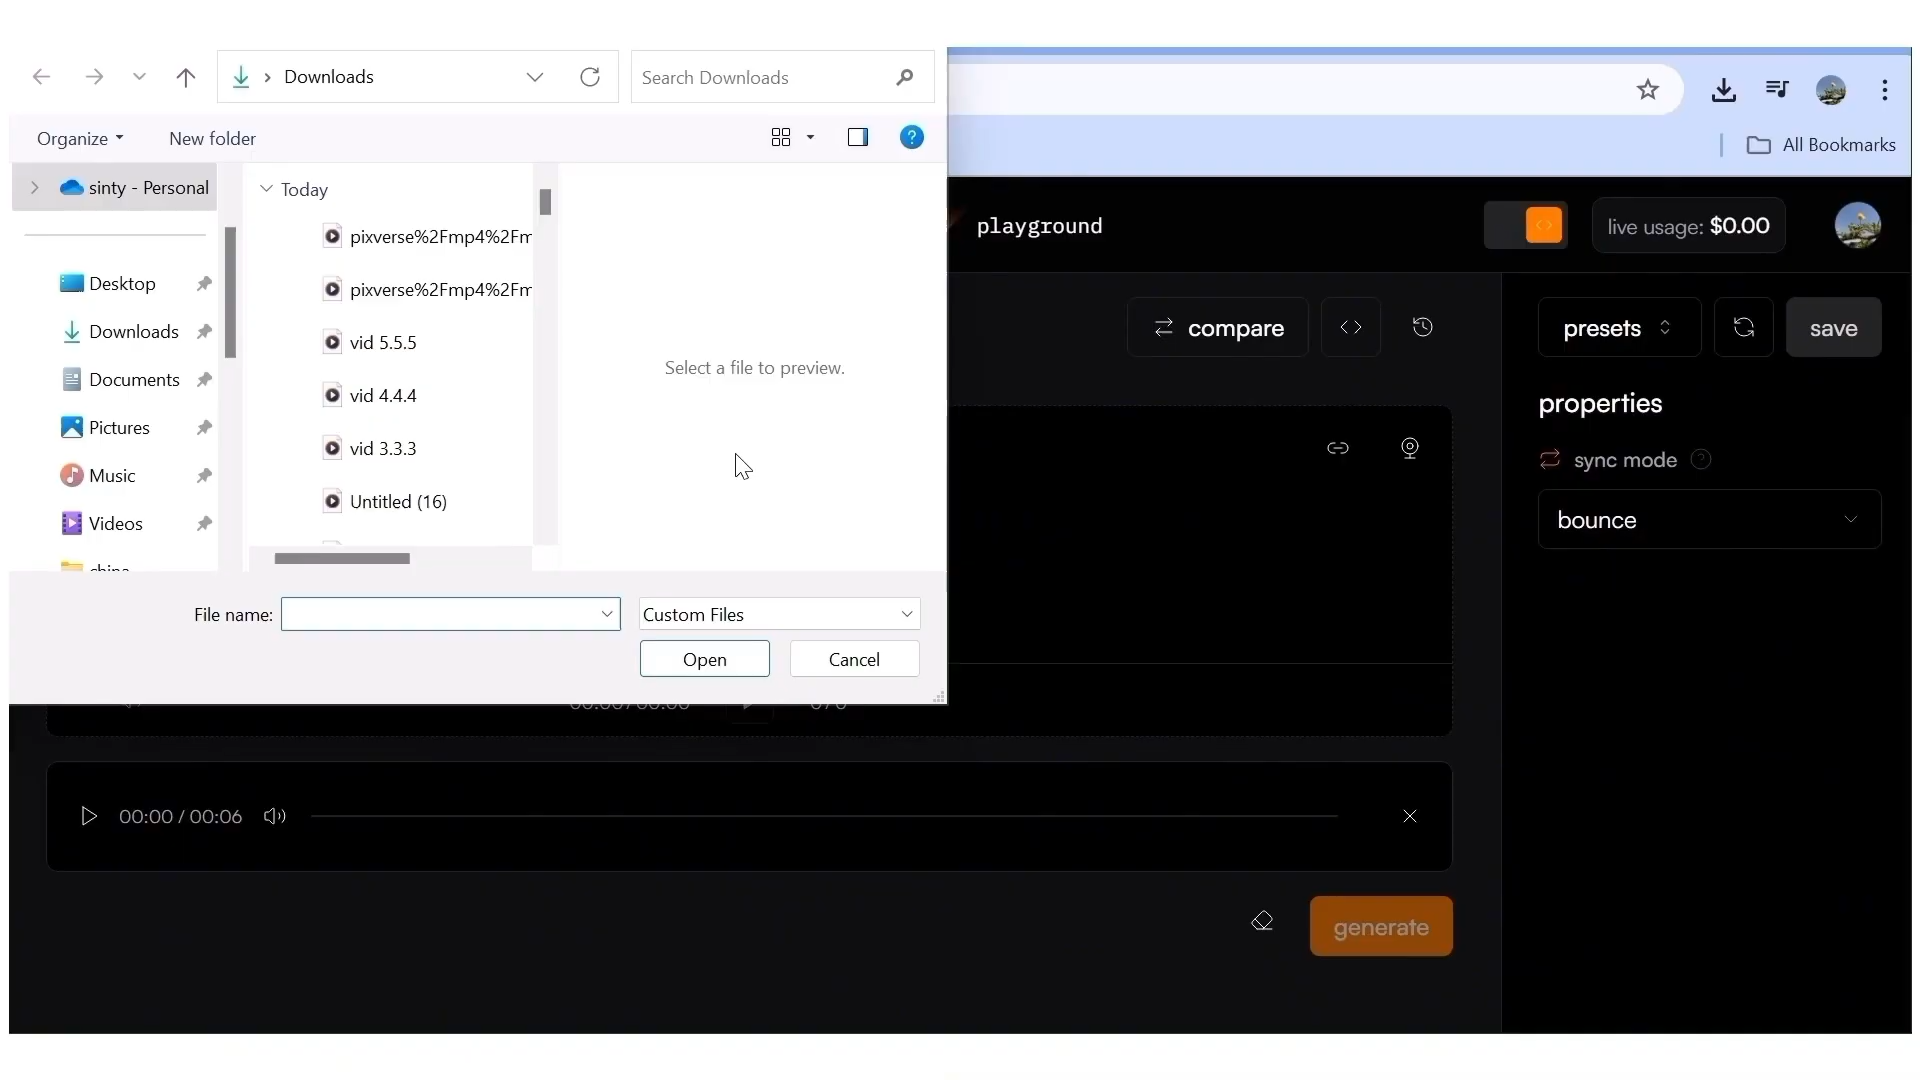 Downloads
Search Downloads
Organize
New folder
All Bookmarks
sinty - Personal
Today
pixverse%2Fmp4%2Fm
pixverse%2Fmp4%2Fm
vid 5.5.5
vid 4.4.4
vid 3.3.3
Untitled (16)
Desktop
Downloads
Documents
Pictures
Music
Videos
china
Select a file to preview.
File name:
Custom Files
Open
Cancel
playground
live usage: $0.00
compare
presets
save
properties
sync mode
bounce
00:00 / 00:06
generate